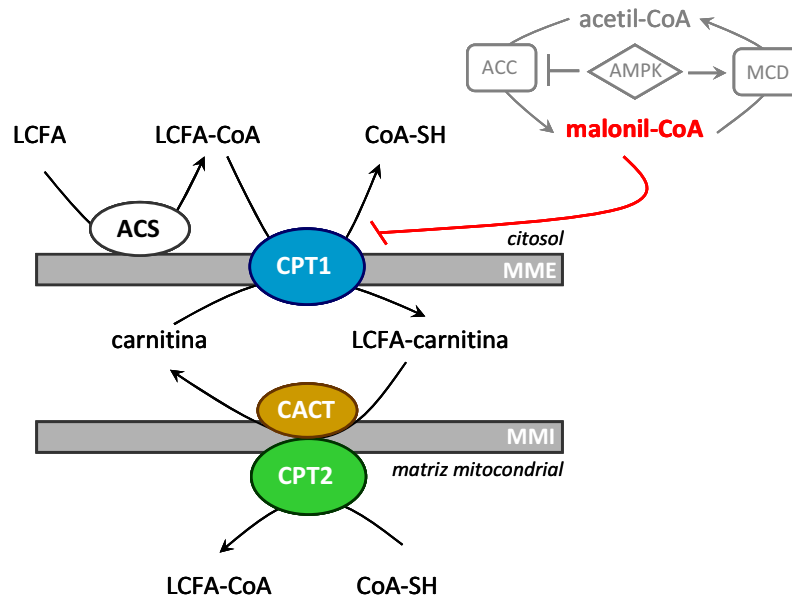 acetil-CoA
ACC
AMPK
MCD
malonil-CoA
LCFA
LCFA-CoA
CoA-SH
ACS
citosol
CPT1
MME
carnitina
LCFA-carnitina
CACT
MMI
CPT2
matriz mitocondrial
LCFA-CoA
CoA-SH